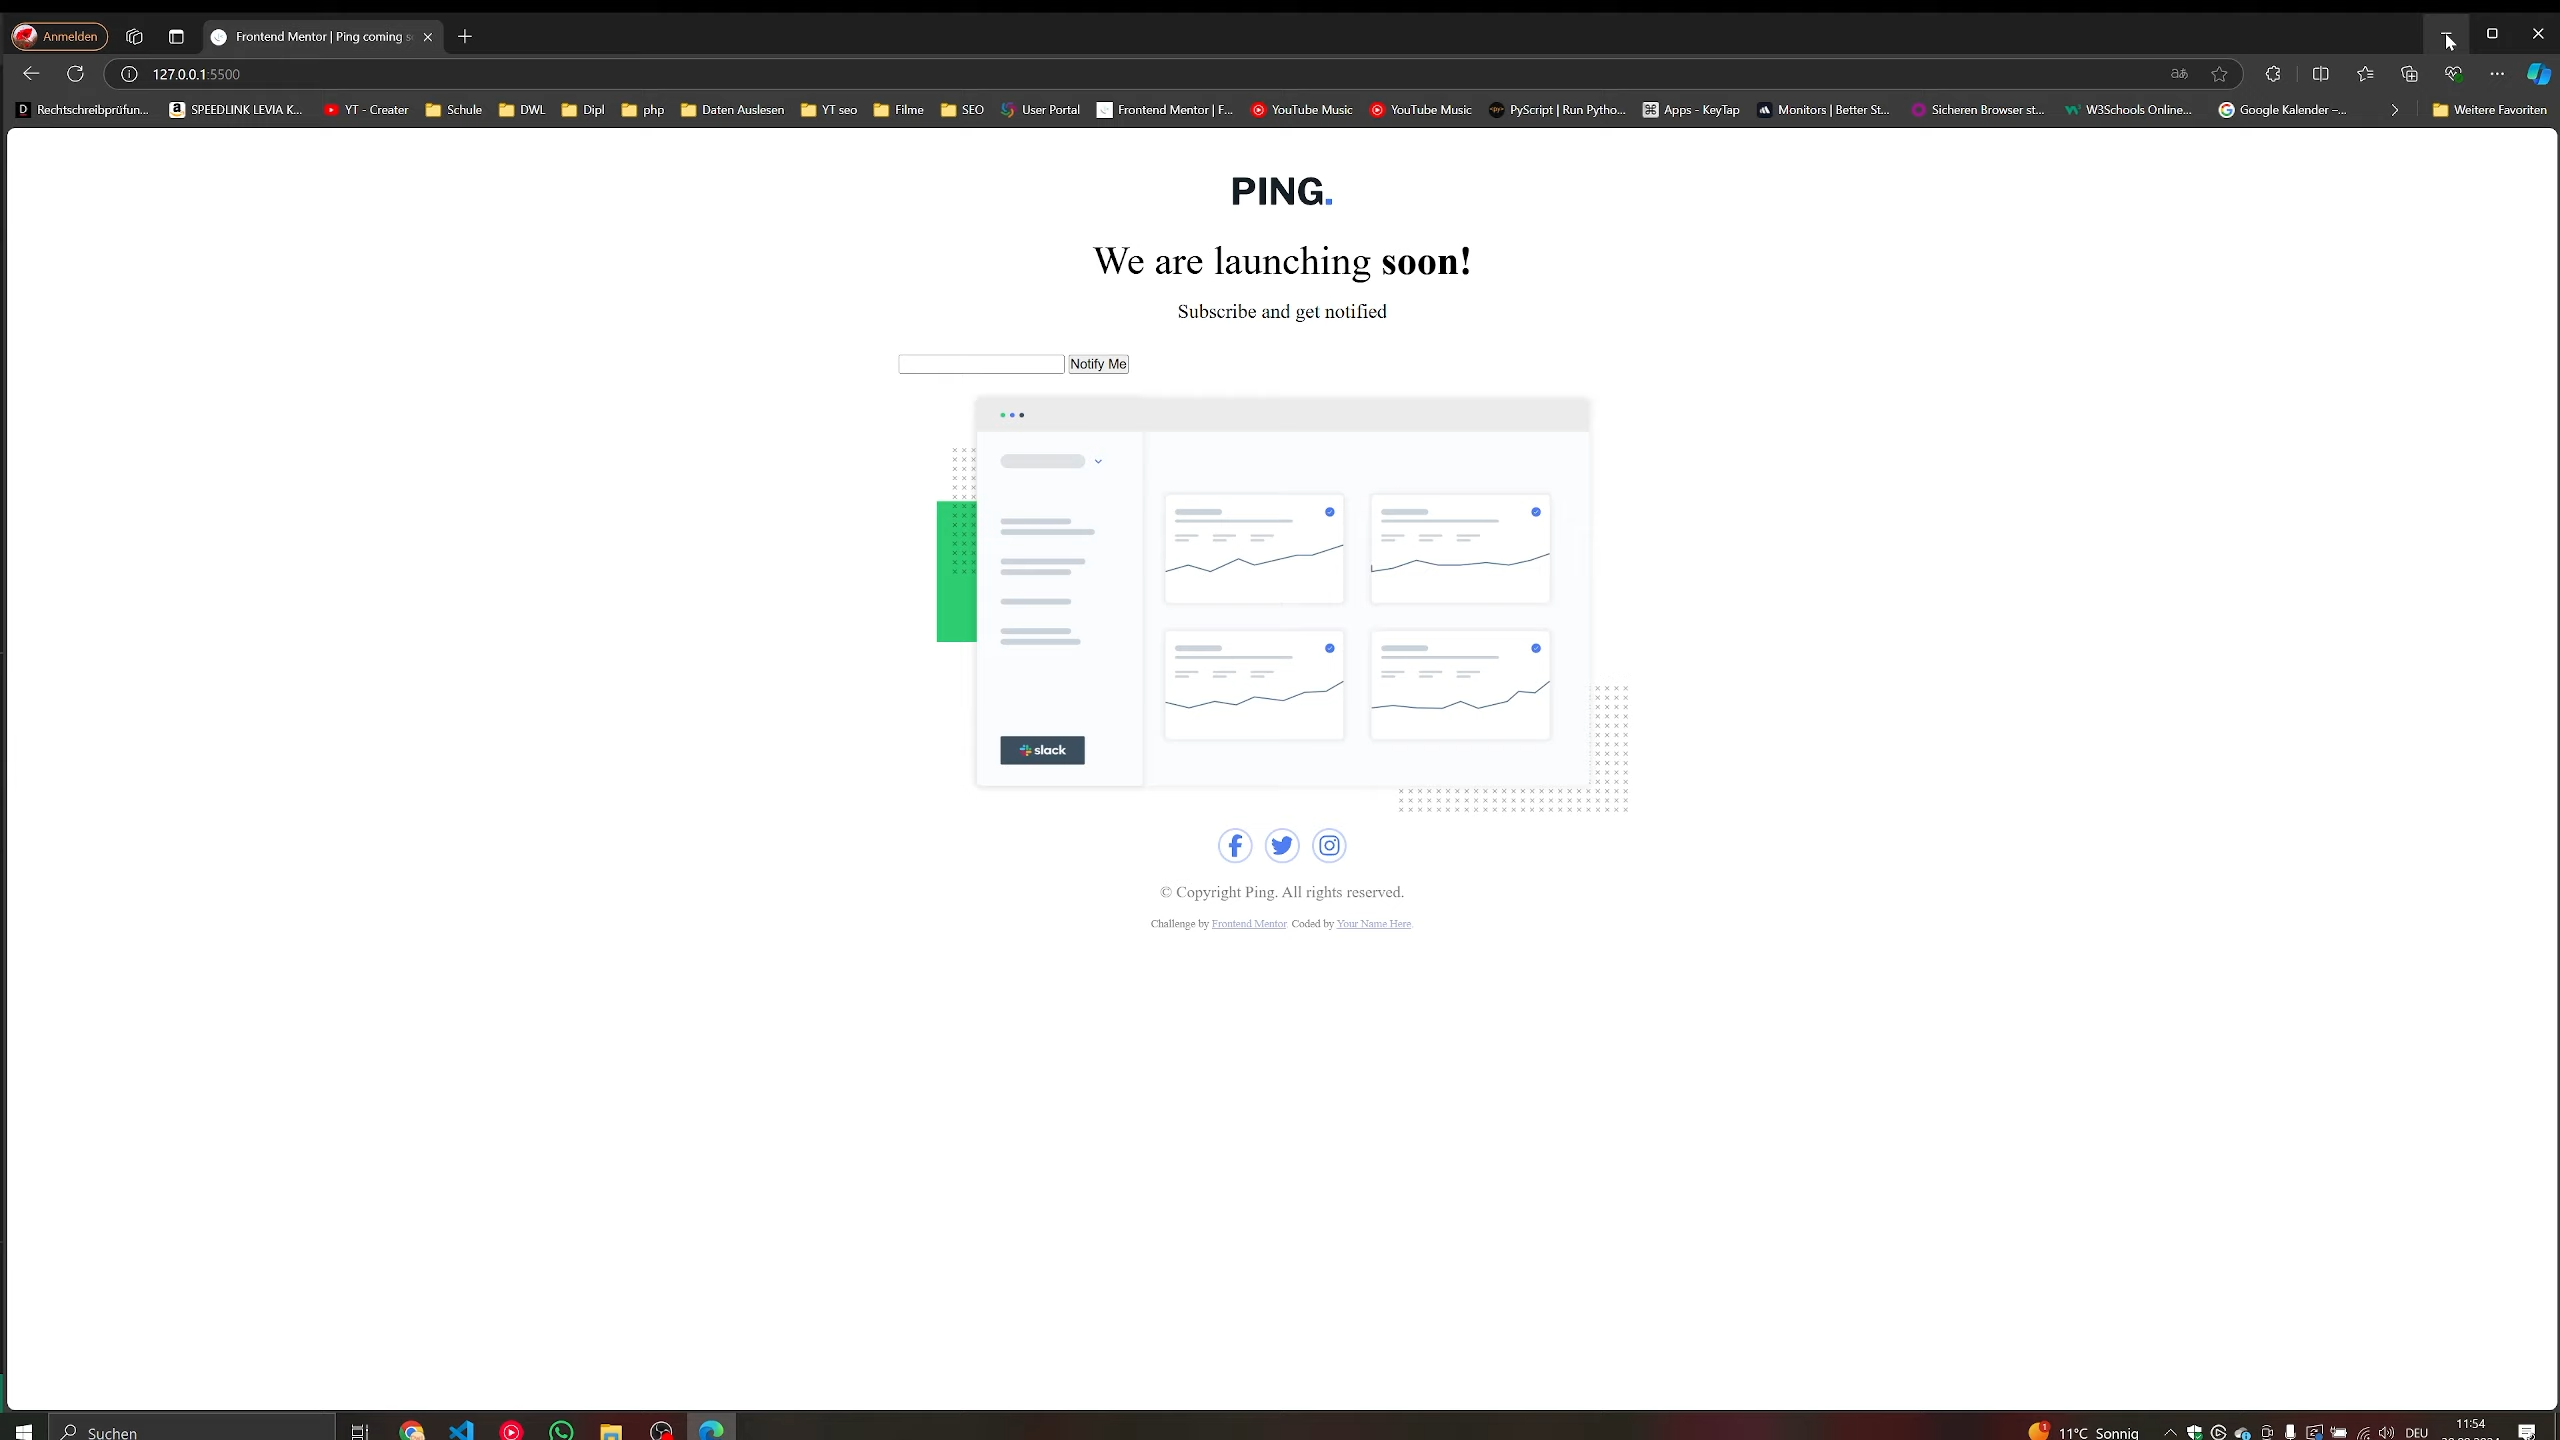 Anmelden
Frontend Mentor | Ping coming s
127.0.0.1:5500
Rechtschreibprüfun...
SPEEDLINK LEVIA K...
YT - Creater
Schule
DWL
Dipl
php
Daten Auslesen
YT seo
Filme
SEO
User Portal
Frontend Mentor | F...
YouTube Music
YouTube Music
PyScript | Run Pytho...
Apps - KeyTap
Monitors | Better St...
Sicheren Browser st...
W3Schools Online...
Google Kalender –...
Weitere Favoriten
PING.
We are launching soon!
Subscribe and get notified
Notify Me
slack
© Copyright Ping. All rights reserved.
Challenge by Frontend Mentor. Coded by Your Name Here.
Suchen
11°C Sonnig
DEU
11:54